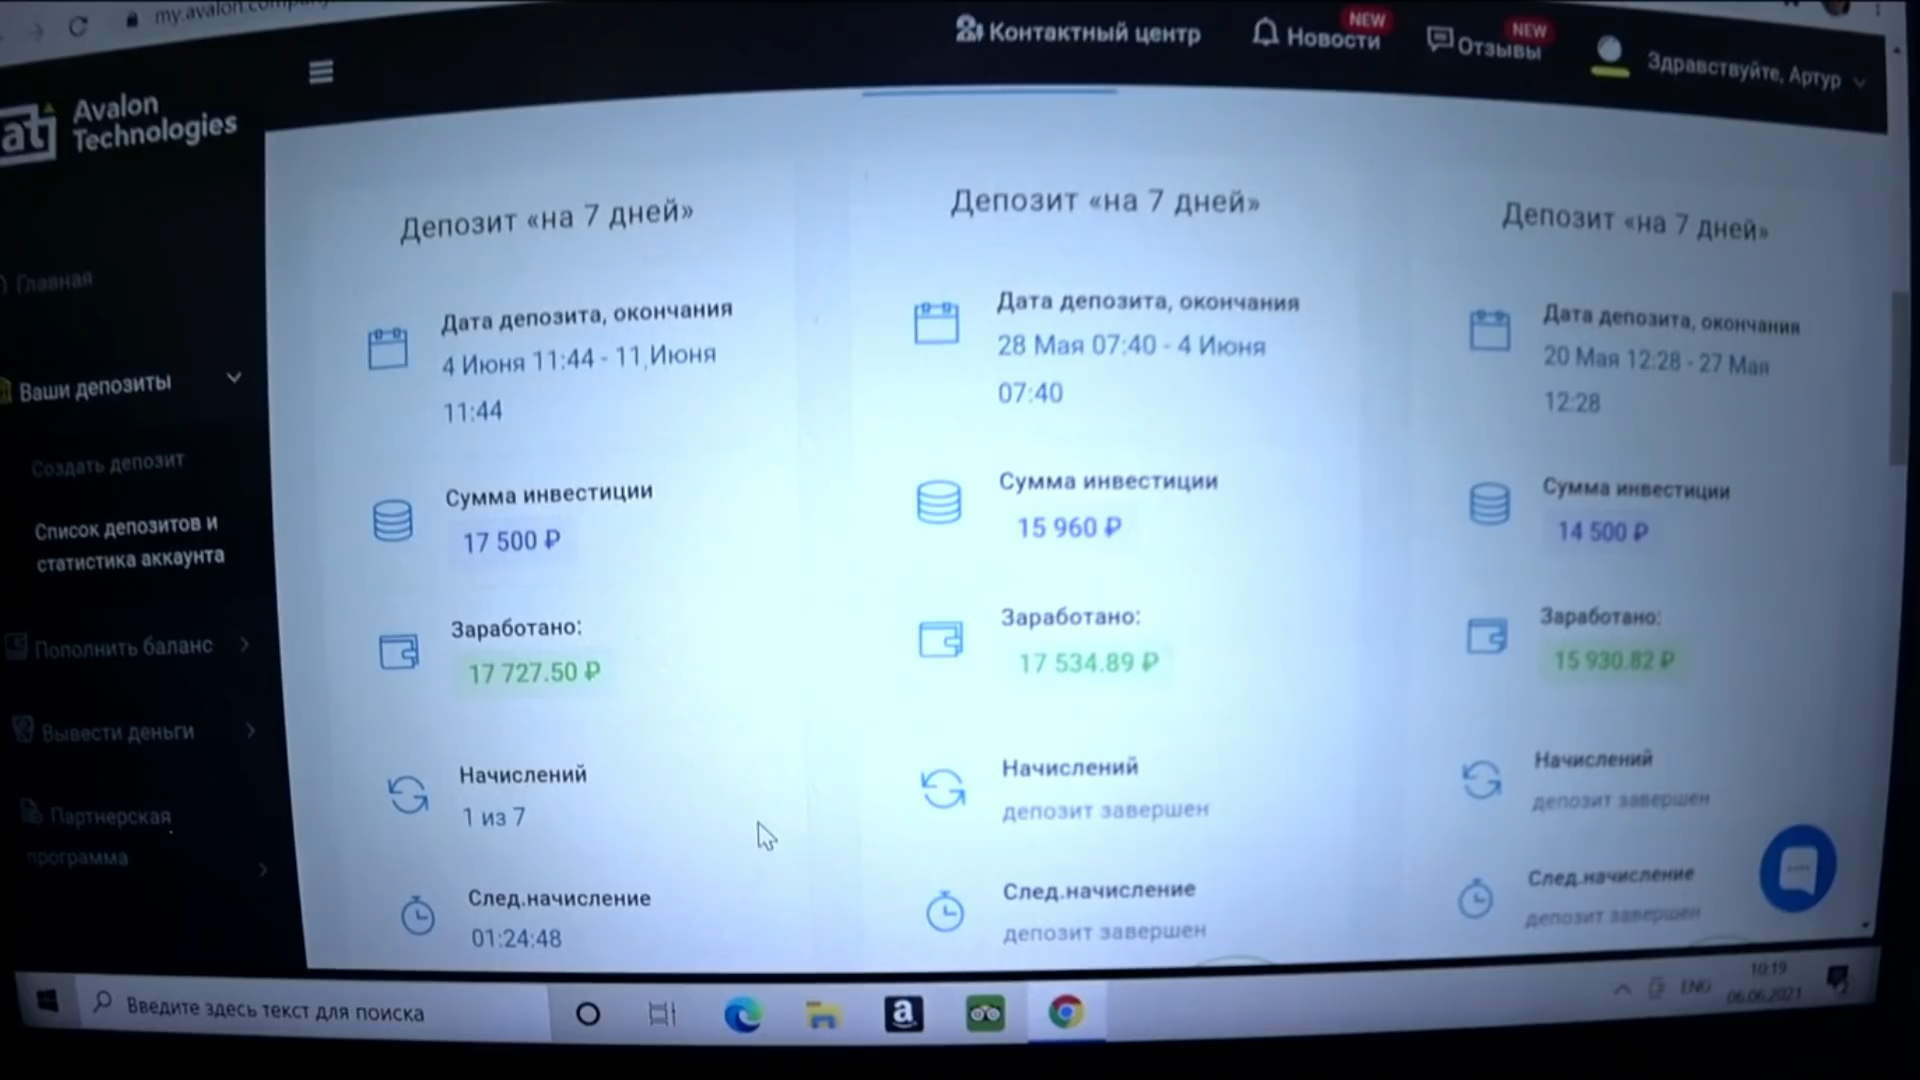 my.avalon.company
Контактный центр
Новости
NEW
Отзывы
NEW
Здравствуйте, Артур
at
Avalon
Technologies
Главная
Ваши депозиты
Создать депозит
Список депозитов и
статистика аккаунта
Пополнить баланс
Вывести деньги
Партнерская
программа
Депозит «на 7 дней»
Дата депозита, окончания
4 Июня 11:44 - 11 Июня
11:44
Сумма инвестиции
17 500 ₽
Заработано:
17 727.50 ₽
Начислений
1 из 7
След.начисление
01:24:48
Депозит «на 7 дней»
Дата депозита, окончания
28 Мая 07:40 - 4 Июня
07:40
Сумма инвестиции
15 960 ₽
Заработано:
17 534.89 ₽
Начислений
депозит завершен
След.начисление
депозит завершен
Депозит «на 7 дней»
Дата депозита, окончания
20 Мая 12:28 - 27 Мая
12:28
Сумма инвестиции
14 500 ₽
Заработано:
15 930.82 ₽
Начислений
депозит завершен
След.начисление
депозит завершен
Введите здесь текст для поиска
a
ENG
10:19
06.06.2021